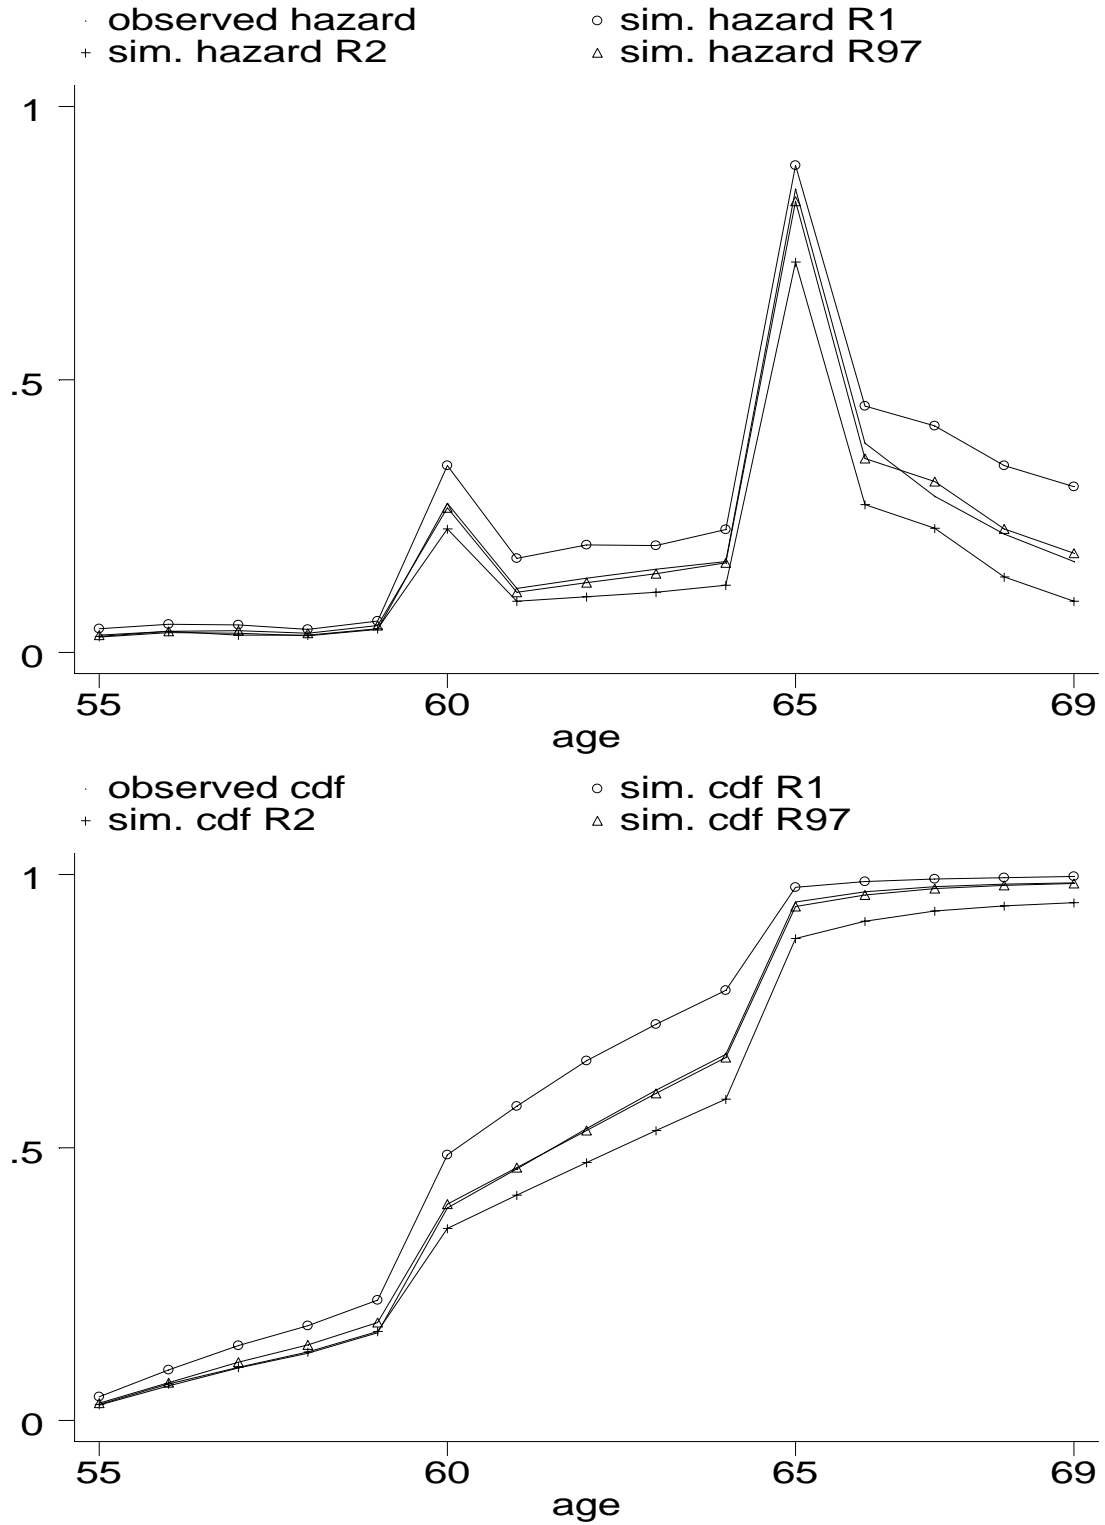 observed hazard sim. hazard R1
sim. hazard R2 sim. hazard R97
1
.5
0
55 60 65 69
age
observed cdf sim. cdf R1
sim. cdf R2 sim. cdf R97
1
.5
0
55 60 65 69
age